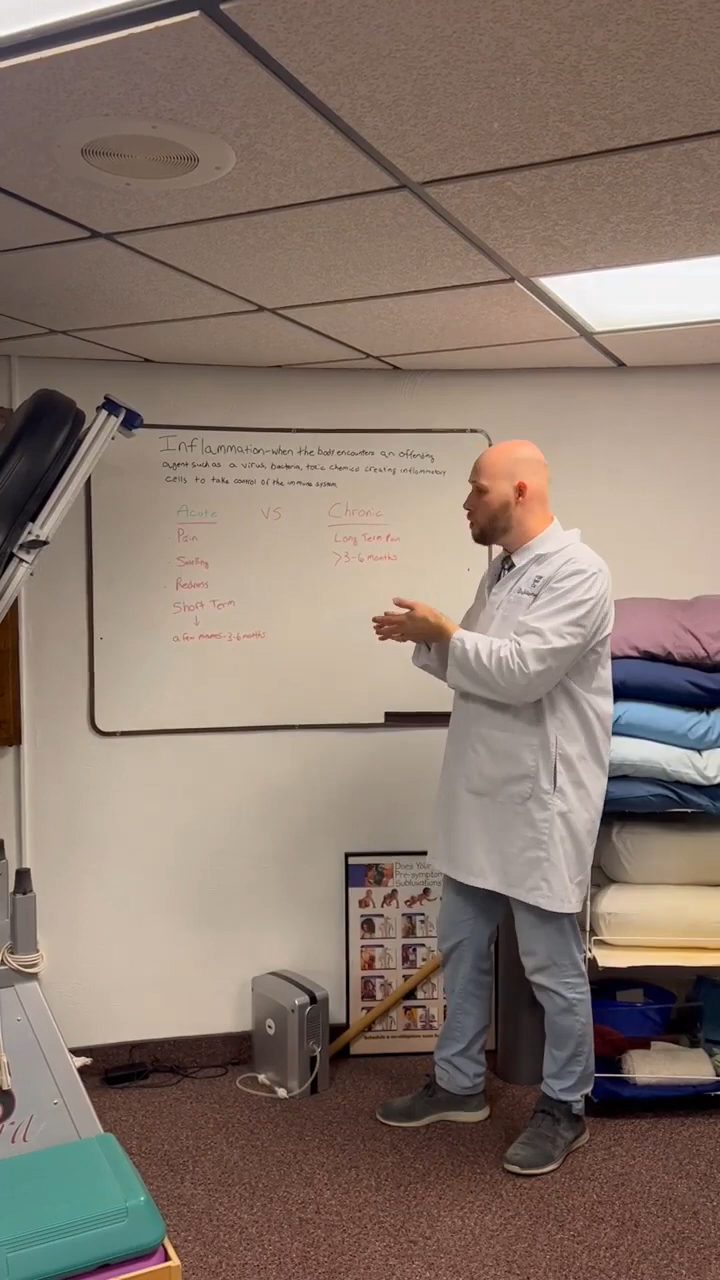 Inflammation-when the body encounters an offending
agent such as a virus, bacteria, toxic chemical creating inflammatory
cells to take control of the immune system.
Acute VS Chronic
· Pain
Long Term Pain
· Swelling
>3-6 months
· Redness
Short Term
↓
a few minutes-3-6 months
Does Your
Pre-symptom
Subluxations